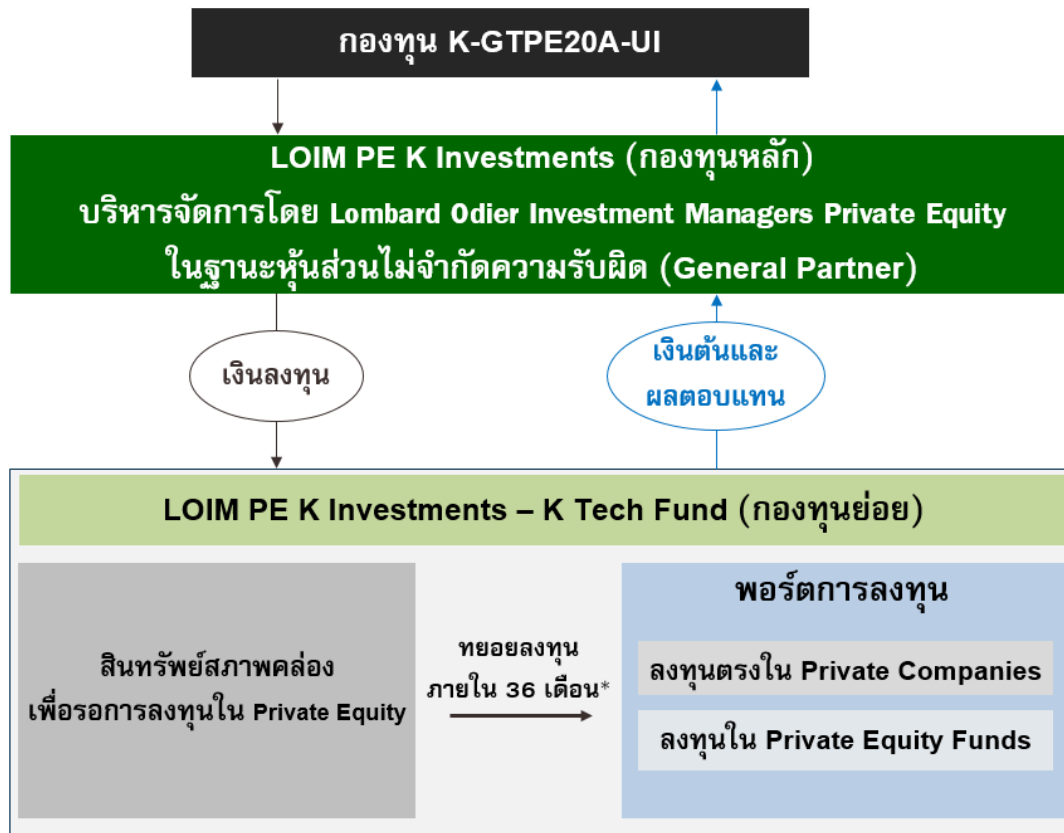 กองทุน K-GTPE20A-UI
LOIM PE K Investments (กองทุนหลัก)
บริหารจัดการโดย Lombard Odier Investment Managers Private Equity
ในฐานะหุ้นส่วนไม่จำกัดความรับผิด (General Partner)
เงินลงทุน
เงินต้นและ
ผลตอบแทน
LOIM PE K Investments – K Tech Fund (กองทุนย่อย)
สินทรัพย์สภาพคล่อง
เพื่อรอการลงทุนใน Private Equity
ทยอยลงทุน
ภายใน 36 เดือน*
พอร์ตการลงทุน
ลงทุนตรงใน Private Companies
ลงทุนใน Private Equity Funds